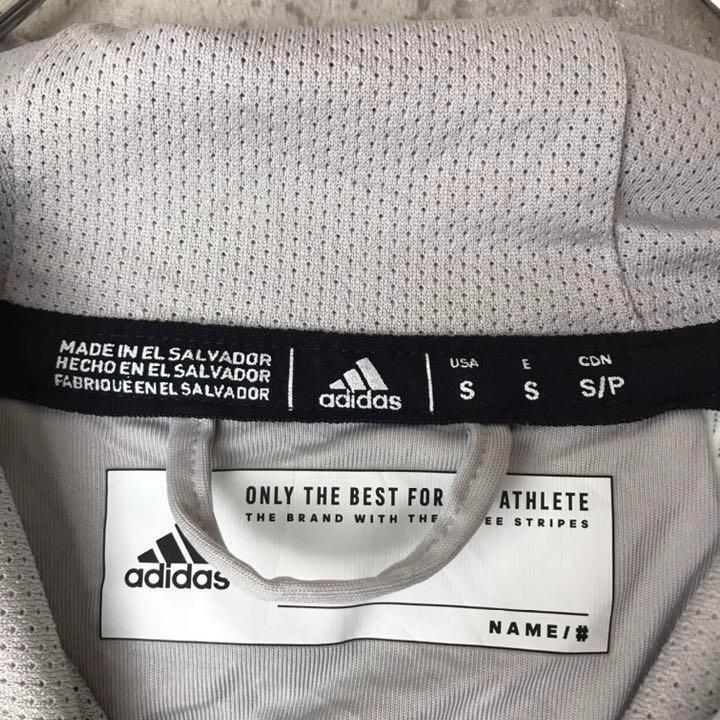 MADE IN EL SALVADOR
HECHO EN EL SALVADOR
FABRIQUE EN EL SALVADOR
adidas
USA E CDN
S S S/P
ONLY THE BEST FOR ATHLETE
THE BRAND WITH THE STRIPES
adidas
NAME/#